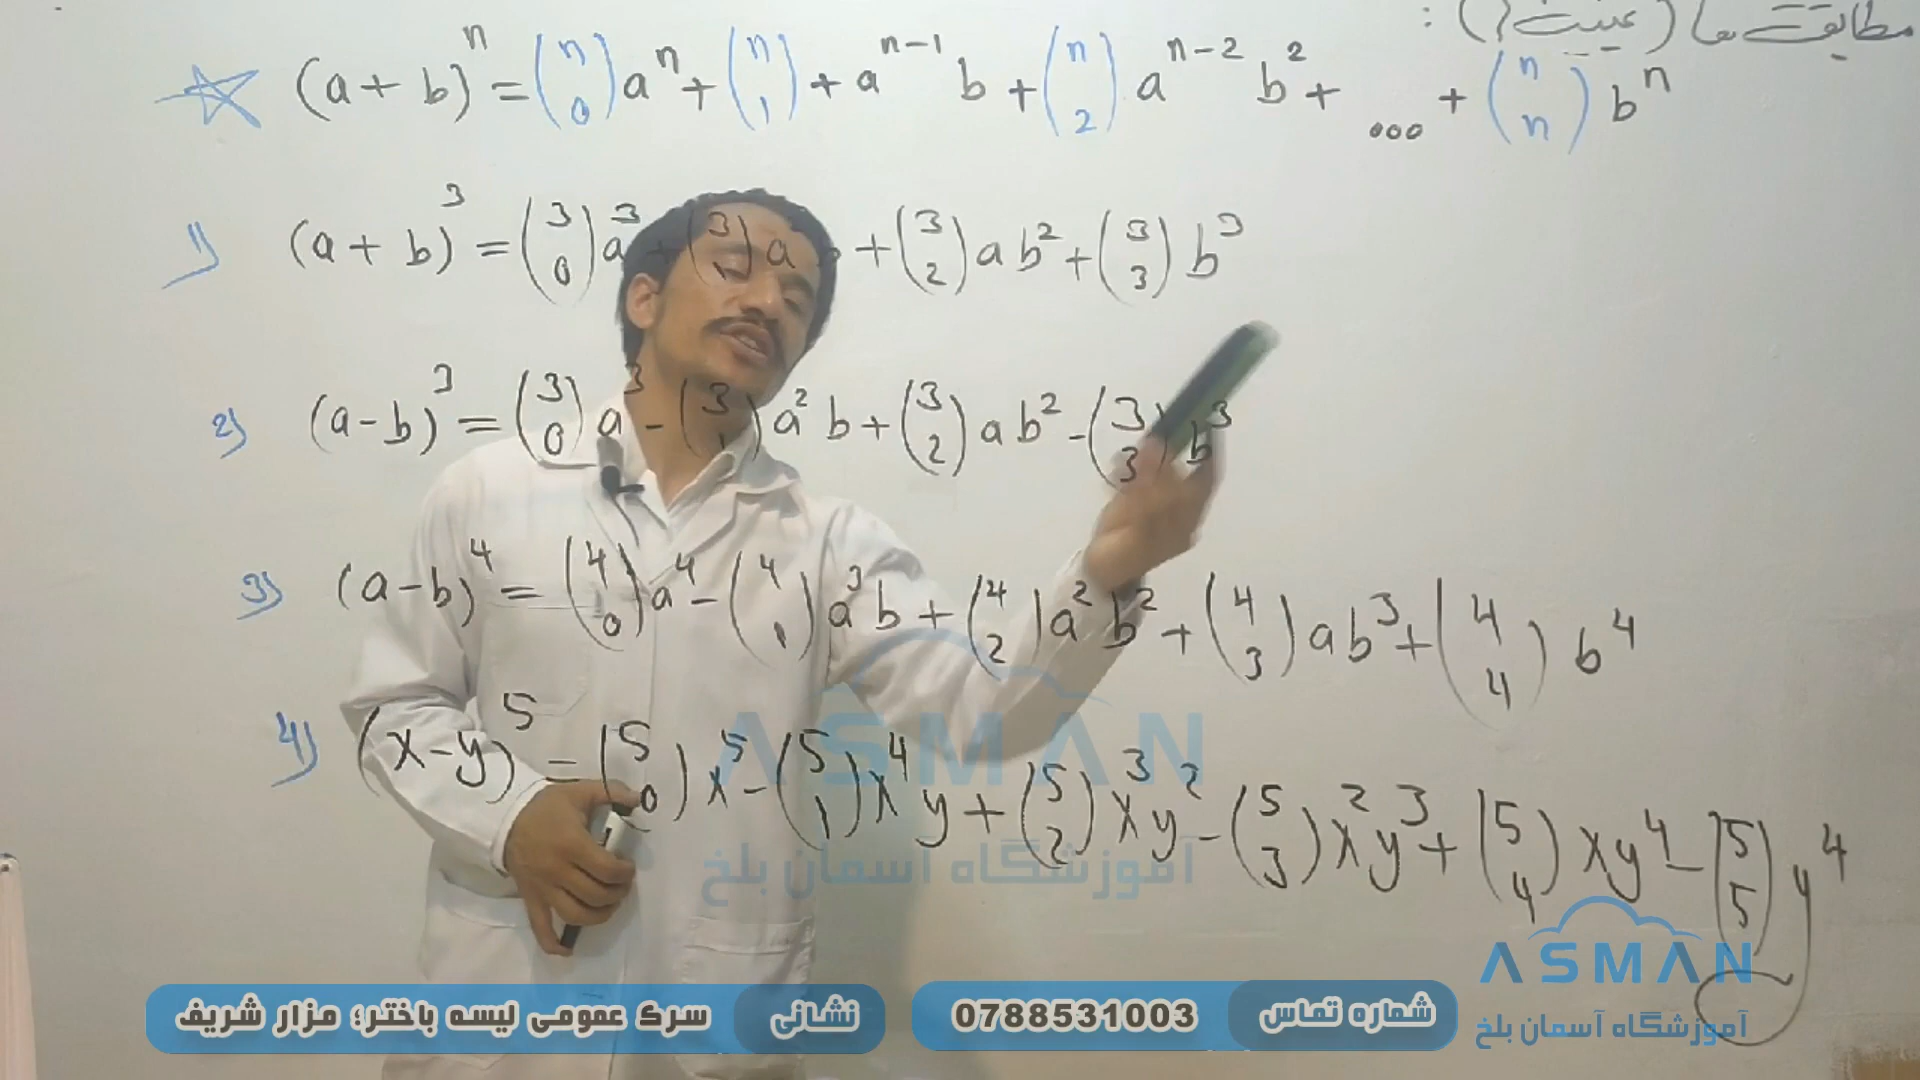 مطابقت ها (عینیت ها) :
(a + b)^n = (n 0) a^n + (n 1) + a^(n-1) b + (n 2) a^(n-2) b^2 + ... + (n n) b^n
1) (a + b)^3 = (3 0) a^3 + (3 1) a b + (3 2) a b^2 + (3 3) b^3
2) (a - b)^3 = (3 0) a^3 - (3 1) a^2 b + (3 2) a b^2 - (3 3) b^3
3) (a - b)^4 = (4 0) a^4 - (4 1) a^3 b + (4 2) a^2 b^2 + (4 3) a b^3 + (4 4) b^4
4) (x - y)^5 = (5 0) x^5 - (5 1) x^4 y + (5 2) x^3 y^2 - (5 3) x^2 y^3 + (5 4) x y^4 - (5 5) y^4
ASMAN
آموزشگاه آسمان بلخ
ASMAN
آموزشگاه آسمان بلخ
نشانی سرک عمومی لیسه باختر؛ مزار شریف
شماره تماس 0788531003